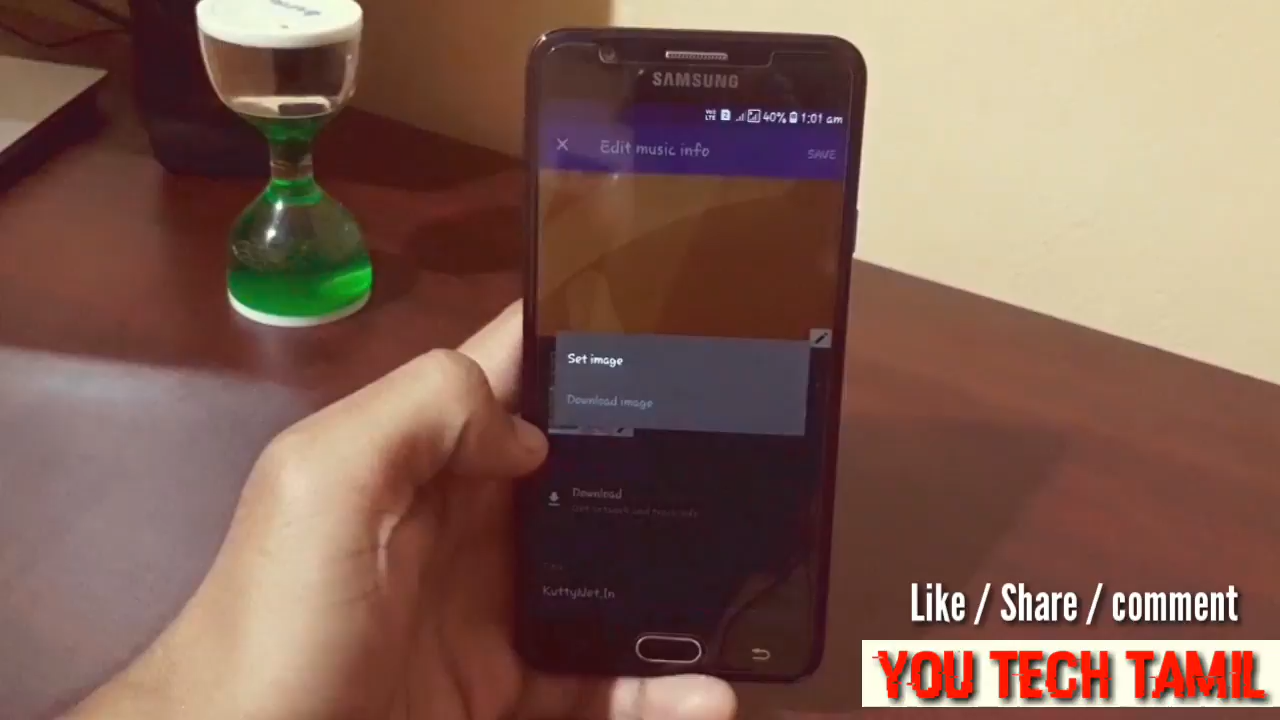 SAMSUNG
40% 1:01 am
Edit music info
SAVE
Set image
Download image
Download
KuttyNet.In
Like / Share / comment
YOU TECH TAMIL